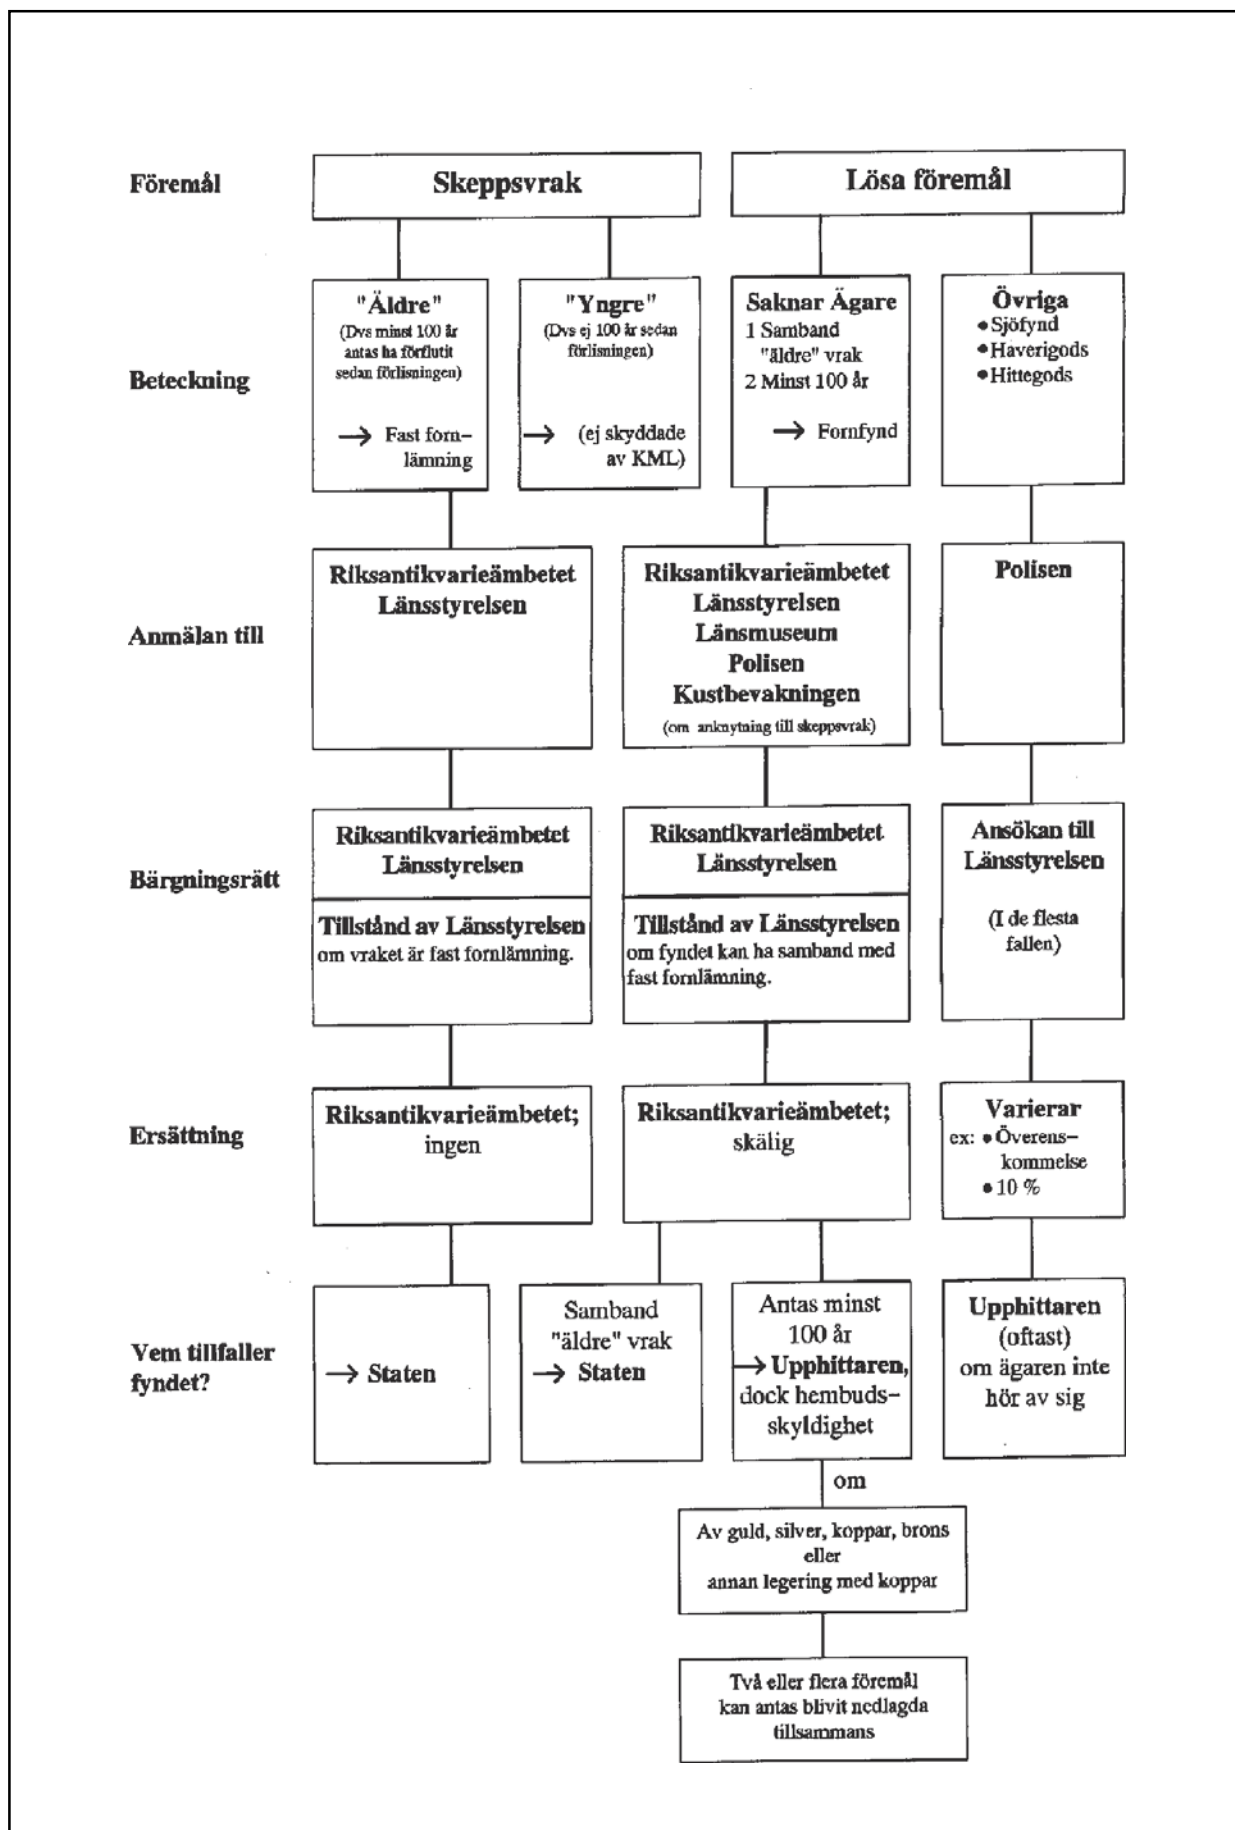 Föremål
Skeppsvrak
Lösa föremål
Beteckning
"Äldre"
(Dvs minst 100 år
antas ha förflutit
sedan förlisningen)
→ Fast forn-
lämning
"Yngre"
(Dvs ej 100 år sedan
förlisningen)
→ (ej skyddade
av KML)
Saknar Ägare
1 Samband
"äldre" vrak
2 Minst 100 år
→ Fornfynd
Övriga
• Sjöfynd
• Haverigods
• Hittegods
Anmälan till
Riksantikvarieämbetet
Länsstyrelsen
Riksantikvarieämbetet
Länsstyrelsen
Länsmuseum
Polisen
Kustbevakningen
(om anknytning till skeppsvrak)
Polisen
Bärgningsrätt
Riksantikvarieämbetet
Länsstyrelsen
Tillstånd av Länsstyrelsen
om vraket är fast fornlämning.
Riksantikvarieämbetet
Länsstyrelsen
Tillstånd av Länsstyrelsen
om fyndet kan ha samband med
fast fornlämning.
Ansökan till
Länsstyrelsen
(I de flesta
fallen)
Ersättning
Riksantikvarieämbetet;
ingen
Riksantikvarieämbetet;
skälig
Varierar
ex: • Överens-
kommelse
• 10 %
Vem tillfaller
fyndet?
→ Staten
Samband
"äldre" vrak
→ Staten
Antas minst
100 år
→ Upphittaren,
dock hembuds-
skyldighet
Upphittaren
(oftast)
om ägaren inte
hör av sig
om
Av guld, silver, koppar, brons
eller
annan legering med koppar
Två eller flera föremål
kan antas blivit nedlagda
tillsammans